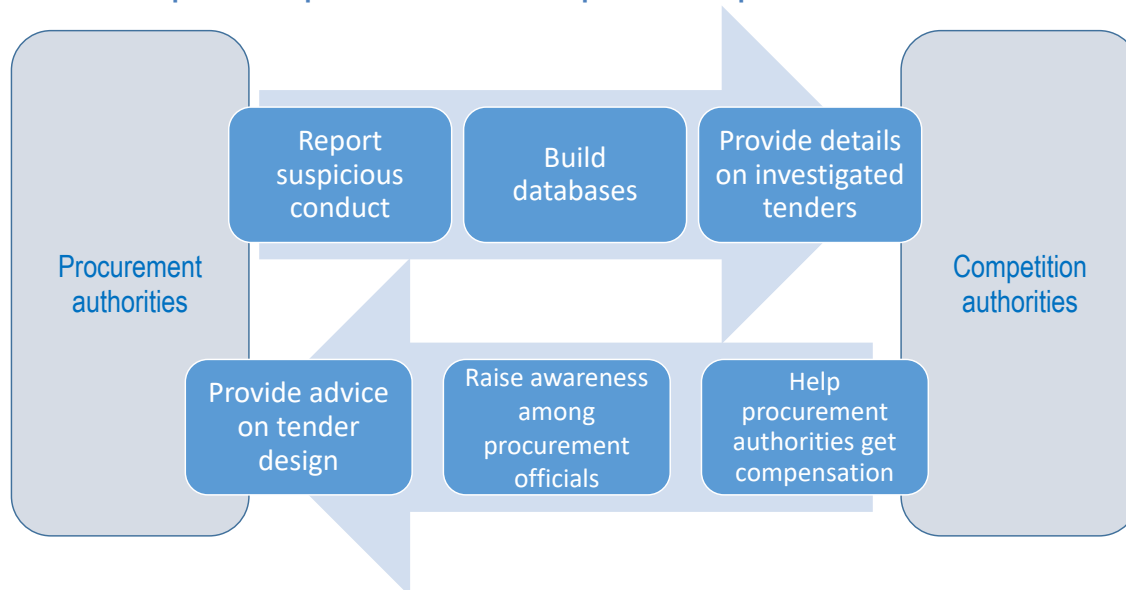 Report
suspicious
conduct
Build
databases
Provide details
on investigated
tenders
Procurement
authorities
Competition
authorities
Provide advice
on tender
design
Raise awareness
among
procurement
officials
Help
procurement
authorities get
compensation